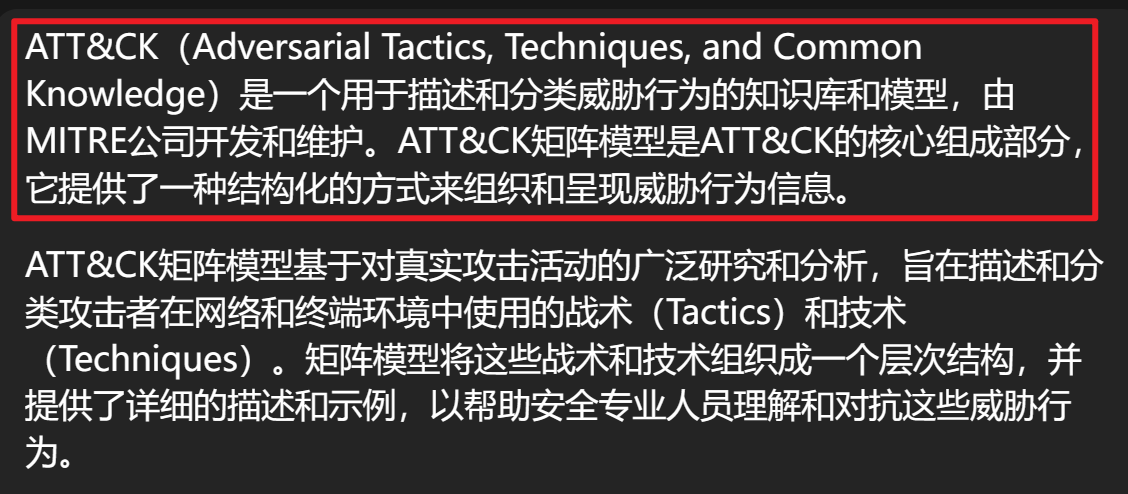 ATT&CK（Adversarial Tactics, Techniques, and Common
Knowledge）是一个用于描述和分类威胁行为的知识库和模型，由
MITRE公司开发和维护。ATT&CK矩阵模型是ATT&CK的核心组成部分，
它提供了一种结构化的方式来组织和呈现威胁行为信息。
ATT&CK矩阵模型基于对真实攻击活动的广泛研究和分析，旨在描述和分
类攻击者在网络和终端环境中使用的战术（Tactics）和技术
（Techniques）。矩阵模型将这些战术和技术组织成一个层次结构，并
提供了详细的描述和示例，以帮助安全专业人员理解和对抗这些威胁行
为。